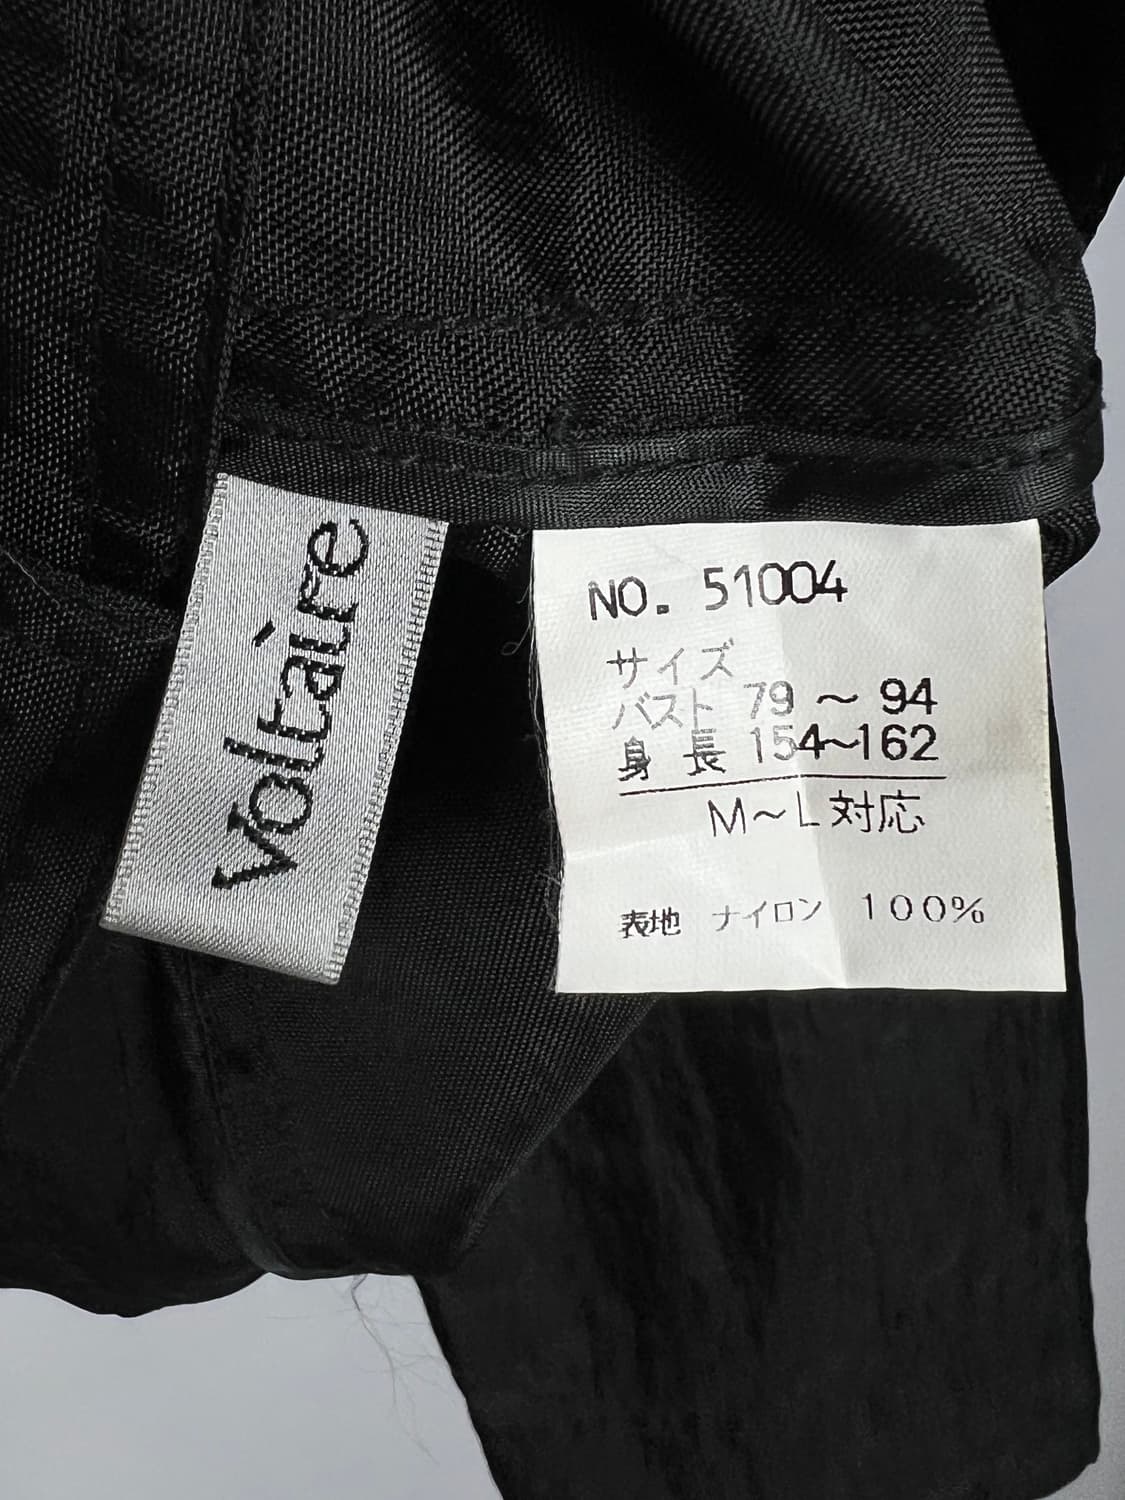 Voltaire
NO. 51004
サイズ
バスト 79 ～ 94
身 長 154～162
M～L対応
表地 ナイロン 100%